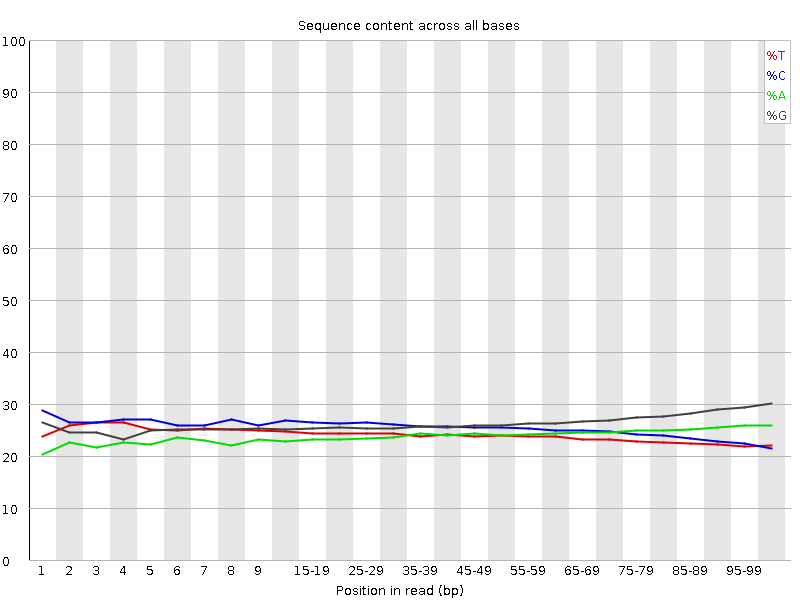 Sequence content across all bases
100
90
80
70
60
50
40
30
20
10
0
%T
%C
%A
%G
1 2 3 4 5 6 7 8 9 15-19 25-29 35-39 45-49 55-59 65-69 75-79 85-89 95-99
Position in read (bp)